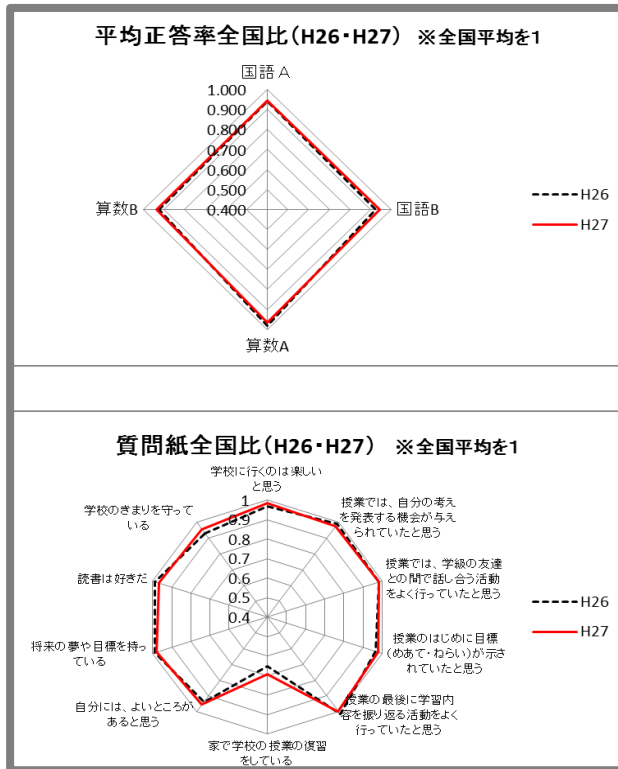 平均正答率全国比(H26・H27) ※全国平均を1
国語A
1.000
0.900
0.800
0.700
0.600
0.500
0.400
算数B
国語B
算数A
H26
H27
質問紙全国比(H26・H27) ※全国平均を1
学校に行くのは楽しい
と思う
1
0.9
0.8
0.7
0.6
0.5
0.4
授業では、自分の考え
を発表する機会が与え
られていたと思う
授業では、学級の友達
との間で話し合う活動
をよく行っていたと思う
授業のはじめに目標
(めあて・ねらい)が示さ
れていたと思う
授業の最後に学習内
容を振り返る活動をよく
行っていたと思う
家で学校の授業の復習
をしている
自分には、よいところが
あると思う
将来の夢や目標を持っ
ている
読書は好きだ
学校のきまりを守って
いる
H26
H27